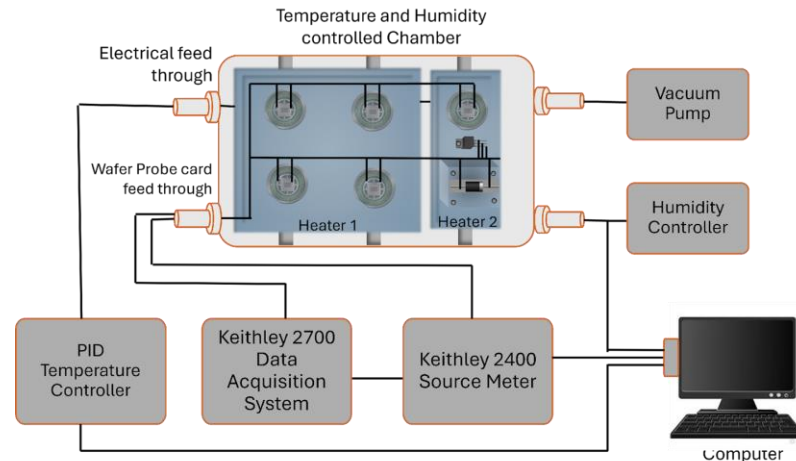 Temperature and Humidity
controlled Chamber
Electrical feed
through
Vacuum
Pump
Wafer Probe card
feed through
Heater 1
Heater 2
Humidity
Controller
PID
Temperature
Controller
Keithley 2700
Data
Acquisition
System
Keithley 2400
Source Meter
Computer